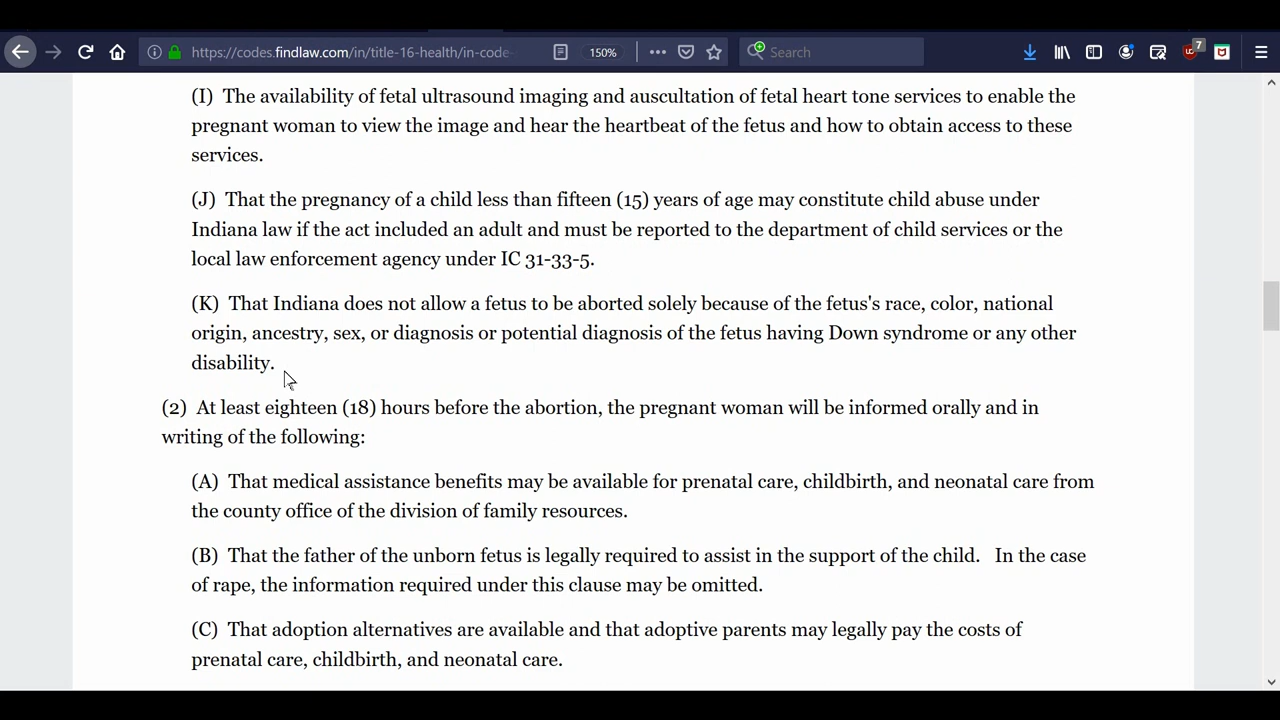 https://codes.findlaw.com/in/title-16-health/in-code-
150%
Search
7
(I) The availability of fetal ultrasound imaging and auscultation of fetal heart tone services to enable the
pregnant woman to view the image and hear the heartbeat of the fetus and how to obtain access to these
services.
(J) That the pregnancy of a child less than fifteen (15) years of age may constitute child abuse under
Indiana law if the act included an adult and must be reported to the department of child services or the
local law enforcement agency under IC 31-33-5.
(K) That Indiana does not allow a fetus to be aborted solely because of the fetus's race, color, national
origin, ancestry, sex, or diagnosis or potential diagnosis of the fetus having Down syndrome or any other
disability.
(2) At least eighteen (18) hours before the abortion, the pregnant woman will be informed orally and in
writing of the following:
(A) That medical assistance benefits may be available for prenatal care, childbirth, and neonatal care from
the county office of the division of family resources.
(B) That the father of the unborn fetus is legally required to assist in the support of the child. In the case
of rape, the information required under this clause may be omitted.
(C) That adoption alternatives are available and that adoptive parents may legally pay the costs of
prenatal care, childbirth, and neonatal care.